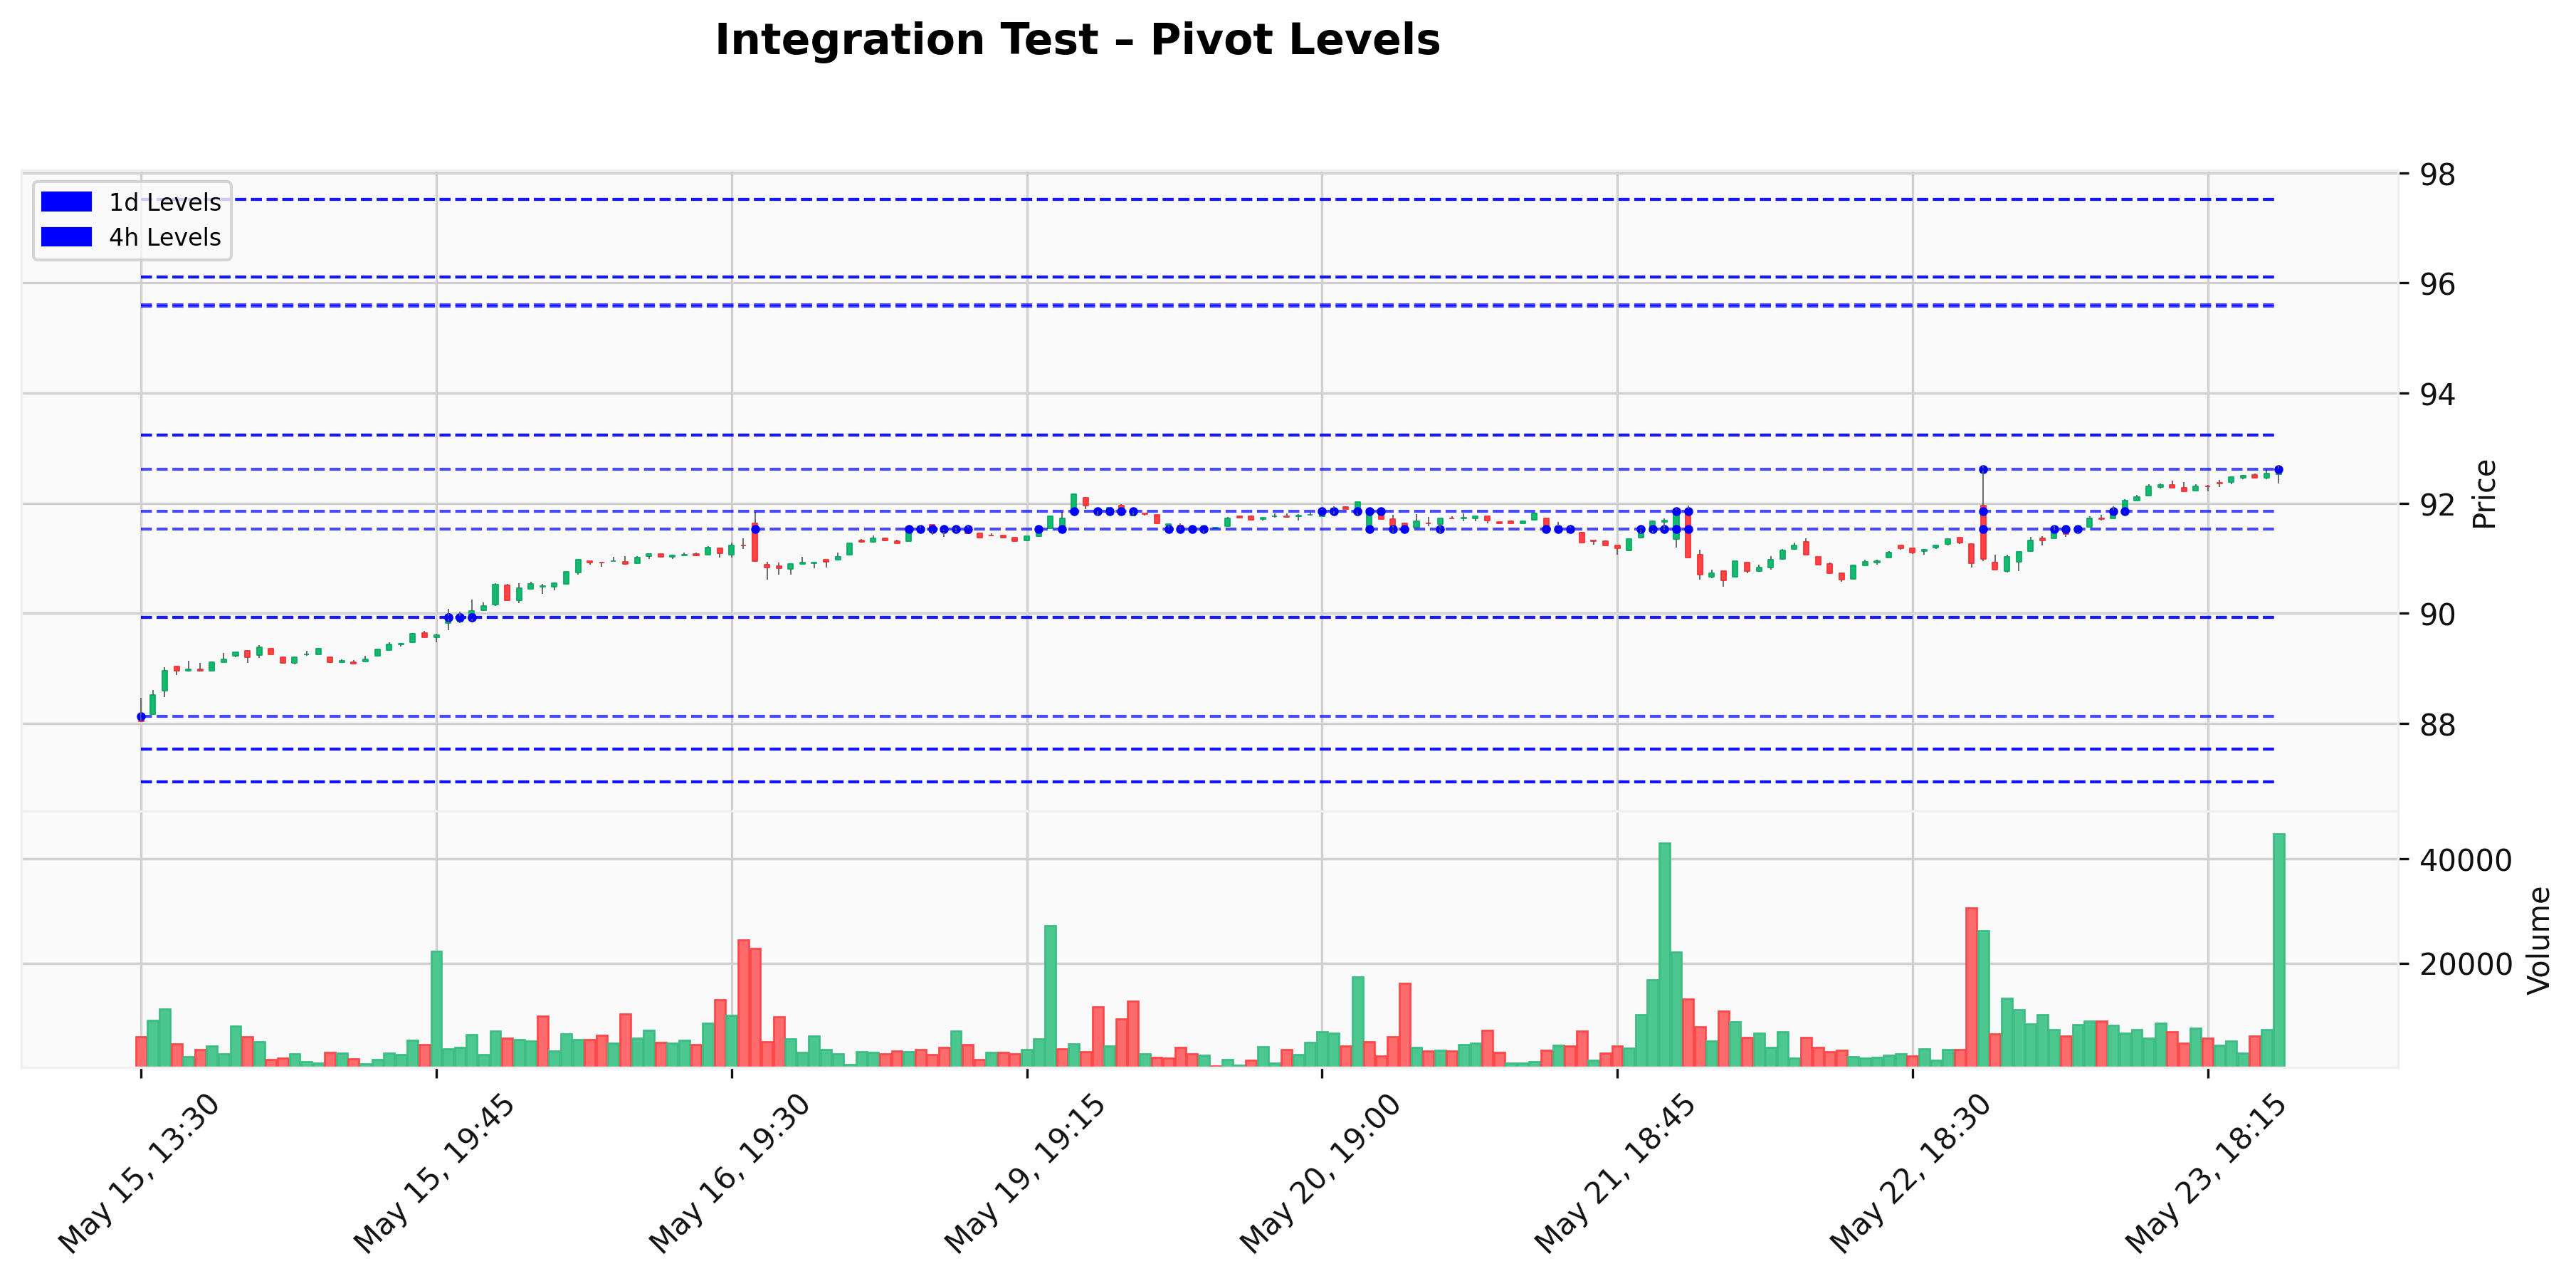 Integration Test – Pivot Levels
1d Levels
4h Levels
98
96
94
92
90
88
Price
40000
20000
Volume
May 15, 13:30
May 15, 19:45
May 16, 19:30
May 19, 19:15
May 20, 19:00
May 21, 18:45
May 22, 18:30
May 23, 18:15